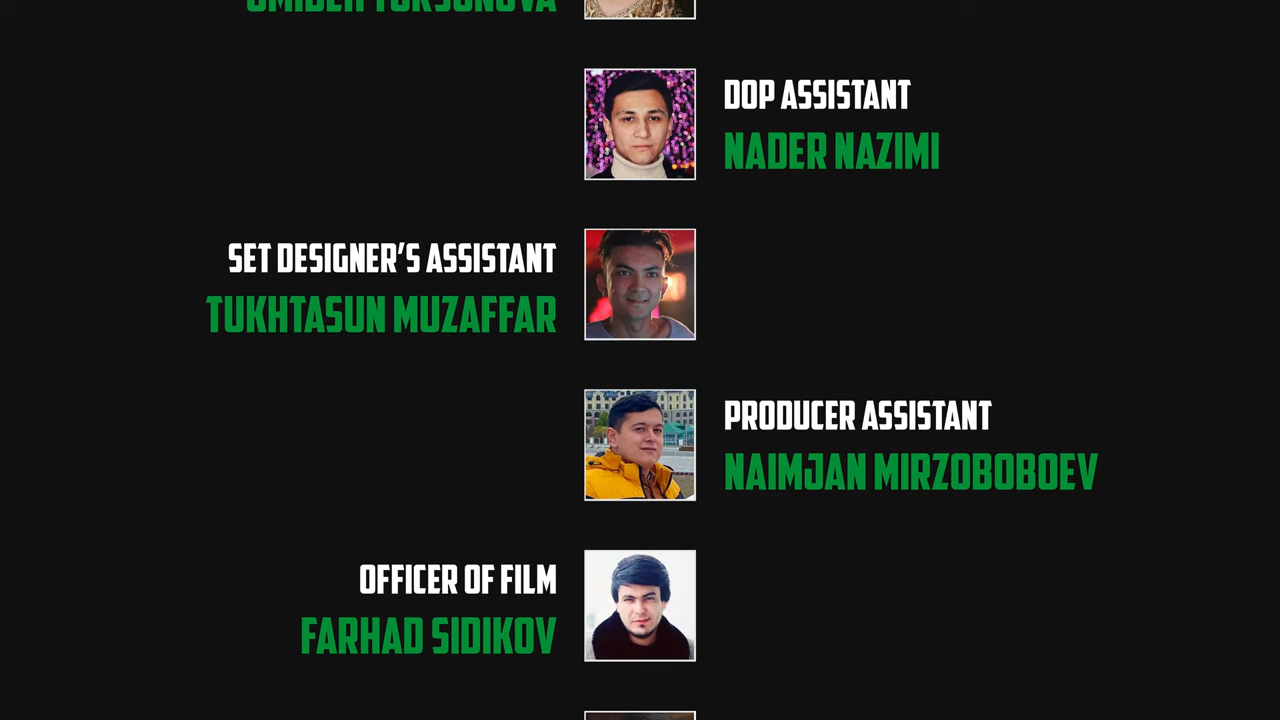 DOP ASSISTANT
NADER NAZIMI
SET DESIGNER'S ASSISTANT
TUKHTASUN MUZAFFAR
PRODUCER ASSISTANT
NAIMJAN MIRZOBOBOEV
OFFICER OF FILM
FARHAD SIDIKOV